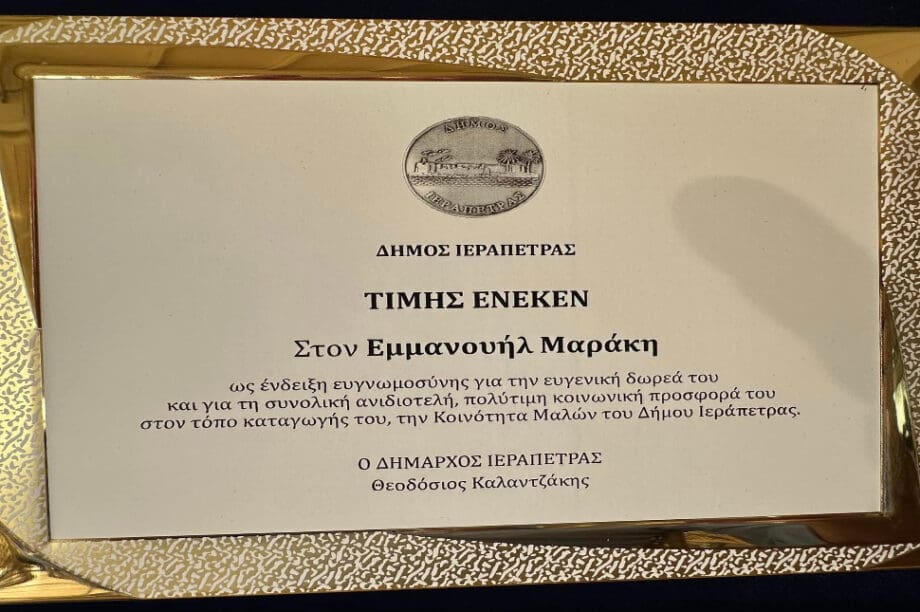 ΔΗΜΟΣ
ΙΕΡΑΠΕΤΡΑΣ
ΔΗΜΟΣ ΙΕΡΑΠΕΤΡΑΣ
ΤΙΜΗΣ ΕΝΕΚΕΝ
Στον Εμμανουήλ Μαράκη
ως ένδειξη ευγνωμοσύνης για την ευγενική δωρεά του
και για τη συνολική ανιδιοτελή, πολύτιμη κοινωνική προσφορά του
στον τόπο καταγωγής του, την Κοινότητα Μαλών του Δήμου Ιεράπετρας.
Ο ΔΗΜΑΡΧΟΣ ΙΕΡΑΠΕΤΡΑΣ
Θεοδόσιος Καλαντζάκης